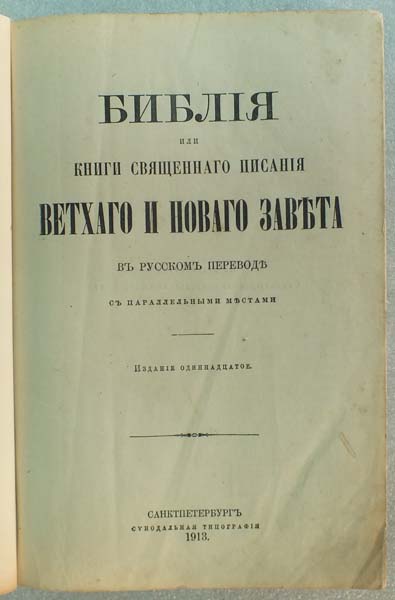 БИБЛІЯ
ИЛИ
КНИГИ СВЯЩЕННАГО ПИСАНІЯ
ВЕТХАГО И НОВАГО ЗАВѢТА
ВЪ РУССКОМЪ ПЕРЕВОДѢ
СЪ ПАРАЛЛЕЛЬНЫМИ МѢСТАМИ
ИЗДАНІЕ ОДИННАДЦАТОЕ.
САНКТПЕТЕРБУРГЪ
СѴНОДАЛЬНАЯ ТИПОГРАФІЯ
1913.